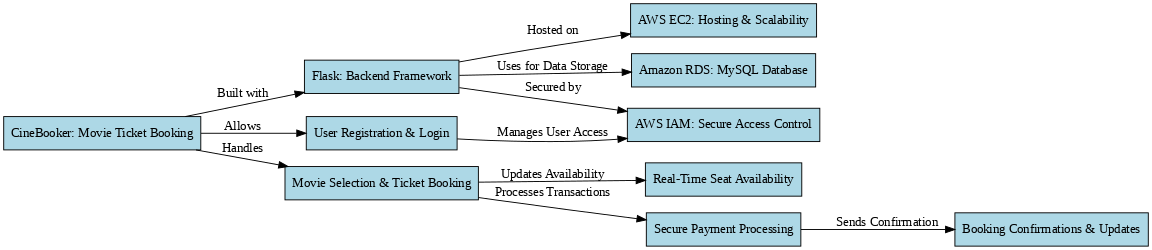 AWS EC2: Hosting & Scalability
Hosted on
Flask: Backend Framework
Uses for Data Storage
Amazon RDS: MySQL Database
Secured by
Built with
CineBooker: Movie Ticket Booking
Allows
User Registration & Login
Manages User Access
AWS IAM: Secure Access Control
Handles
Movie Selection & Ticket Booking
Updates Availability
Real-Time Seat Availability
Processes Transactions
Secure Payment Processing
Sends Confirmation
Booking Confirmations & Updates